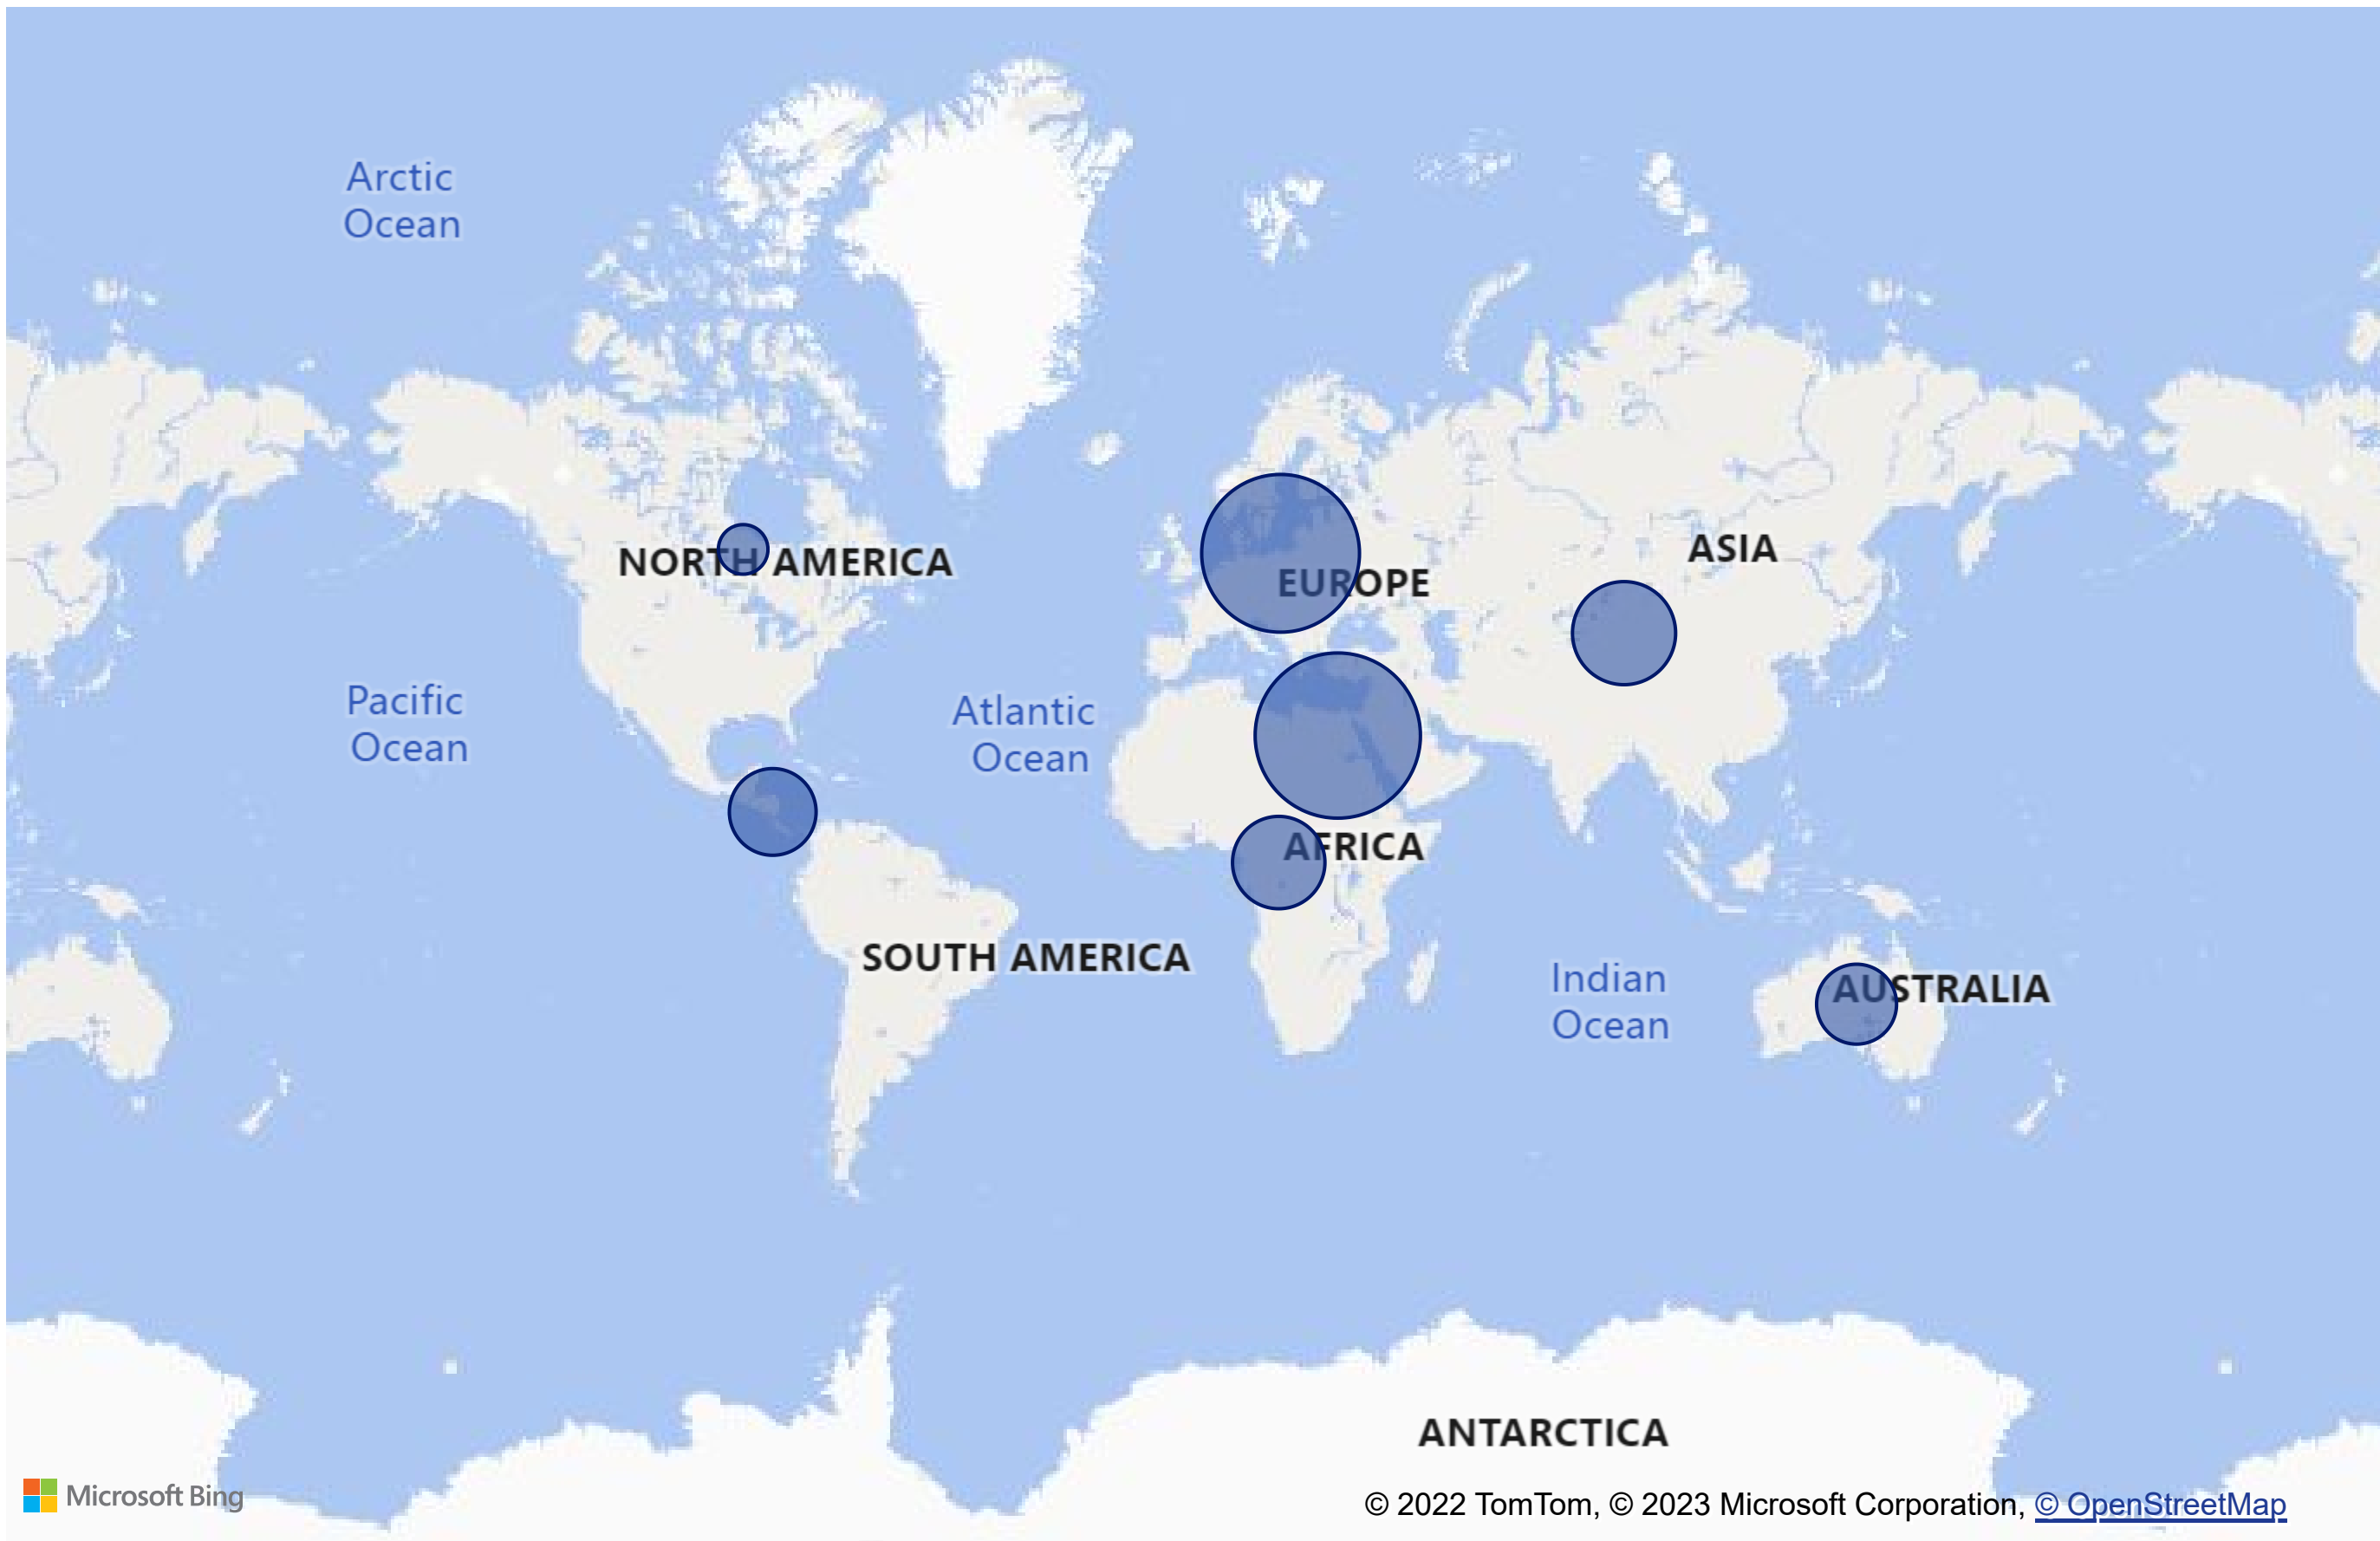 Arctic
Ocean
NORTH AMERICA
EUROPE
ASIA
Pacific
Ocean
Atlantic
Ocean
AFRICA
SOUTH AMERICA
Indian
Ocean
AUSTRALIA
ANTARCTICA
Microsoft Bing
© 2022 TomTom, © 2023 Microsoft Corporation, © OpenStreetMap